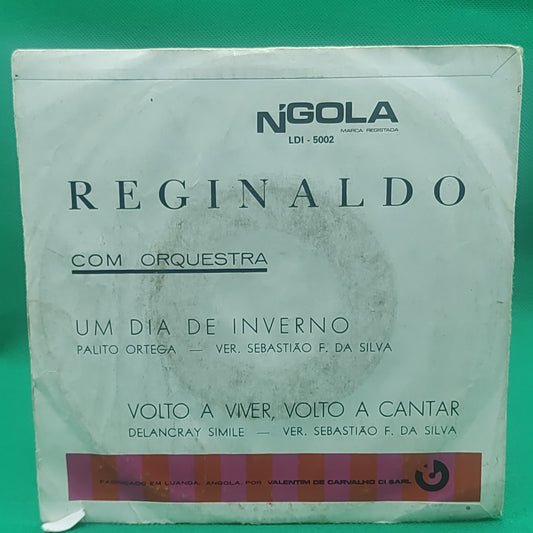 N'GOLA
MARCA REGISTADA
LDI - 5002
REGINALDO
COM ORQUESTRA
UM DIA DE INVERNO
PALITO ORTEGA — VER. SEBASTIÃO F. DA SILVA
VOLTO A VIVER, VOLTO A CANTAR
DELANCRAY SIMILE — VER. SEBASTIÃO F. DA SILVA
FABRICADO EM LUANDA, ANGOLA, POR VALENTIM DE CARVALHO CI SARL